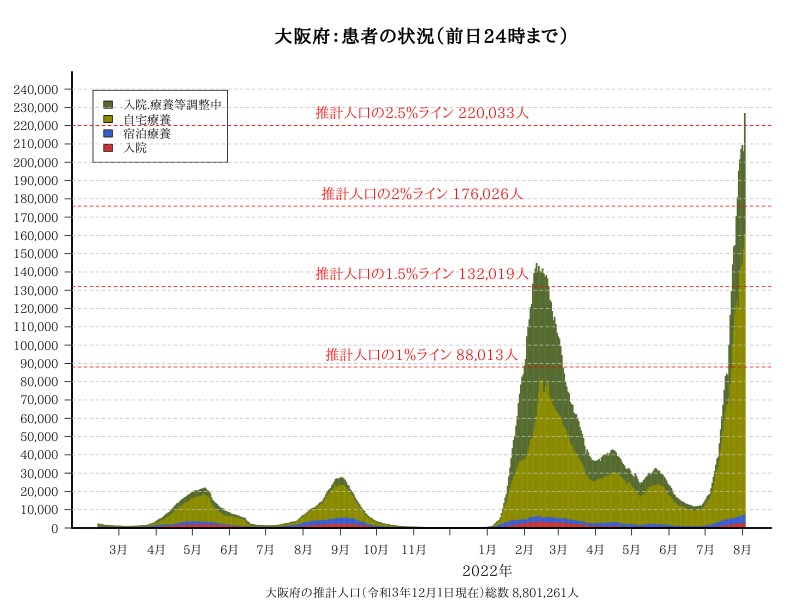 大阪府：患者の状況（前日24時まで）
240,000
230,000
220,000
210,000
200,000
190,000
180,000
170,000
160,000
150,000
140,000
130,000
120,000
110,000
100,000
90,000
80,000
70,000
60,000
50,000
40,000
30,000
20,000
10,000
0
入院.療養等調整中
自宅療養
宿泊療養
入院
推計人口の2.5%ライン 220,033人
推計人口の2%ライン 176,026人
推計人口の1.5%ライン 132,019人
推計人口の1%ライン 88,013人
3月 4月 5月 6月 7月 8月 9月 10月 11月 1月 2月 3月 4月 5月 6月 7月 8月
2022年
大阪府の推計人口（令和3年12月1日現在）総数 8,801,261人